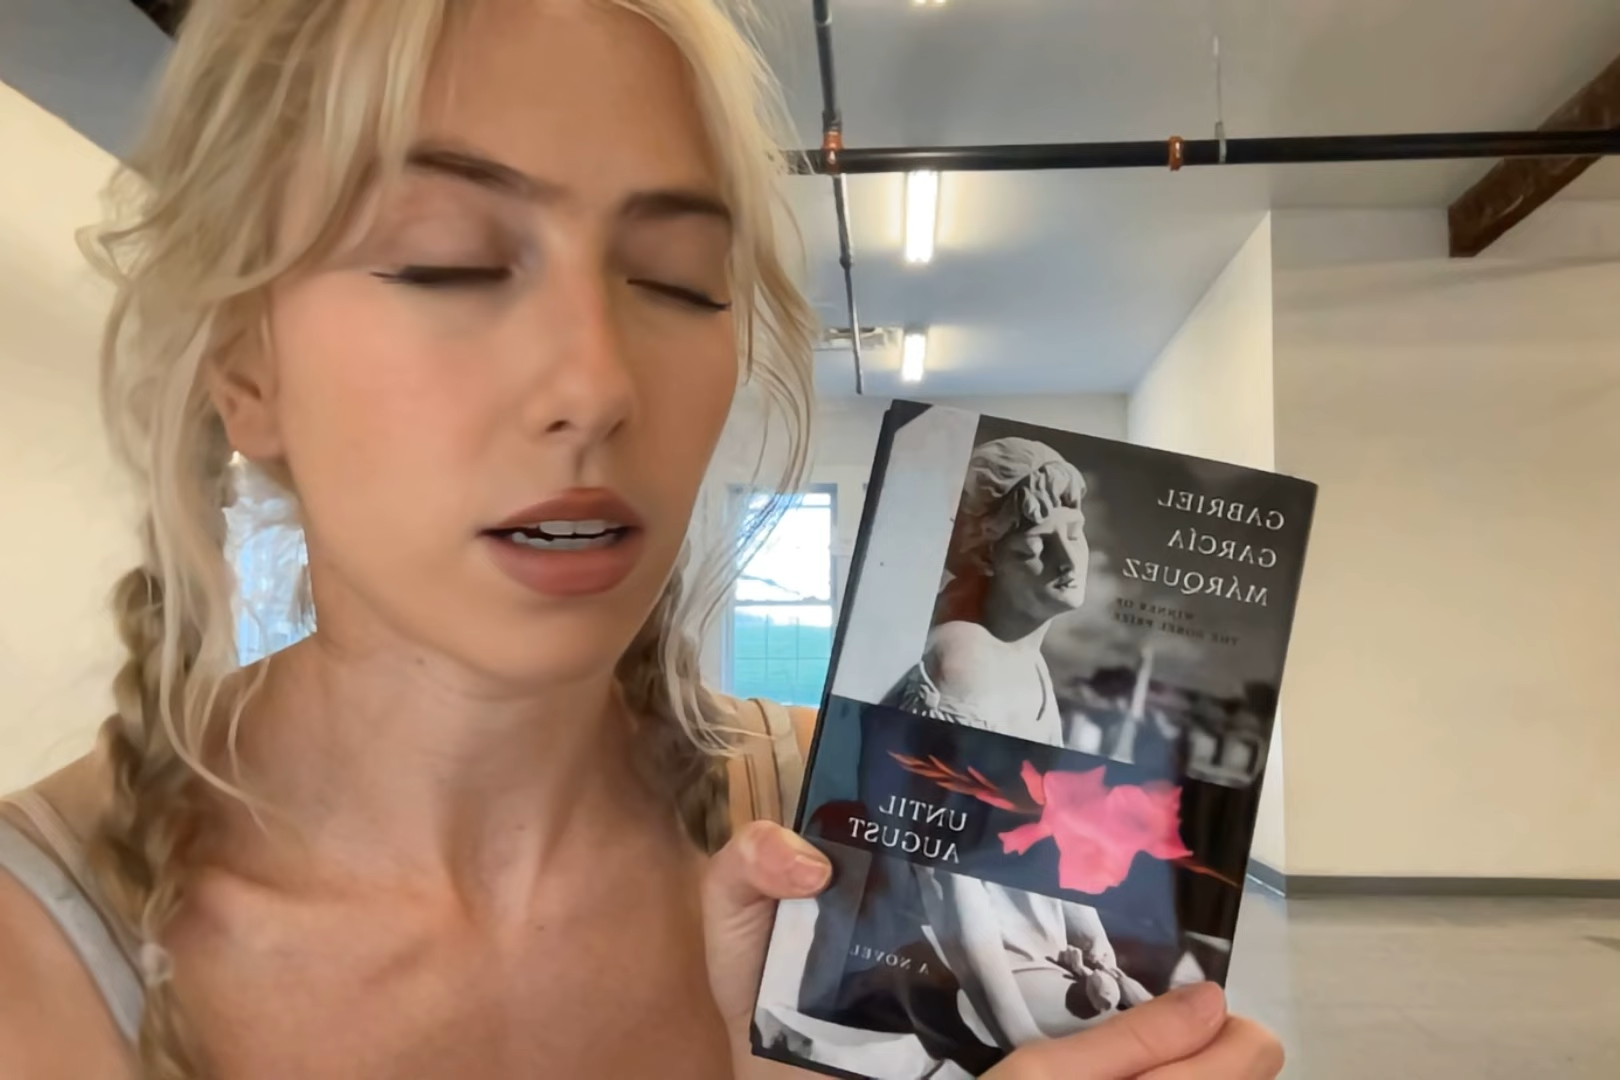 GABRIEL
GARCÍA
MÁRQUEZ
WINNER OF
THE NOBEL PRIZE
UNTIL
AUGUST
A NOVEL